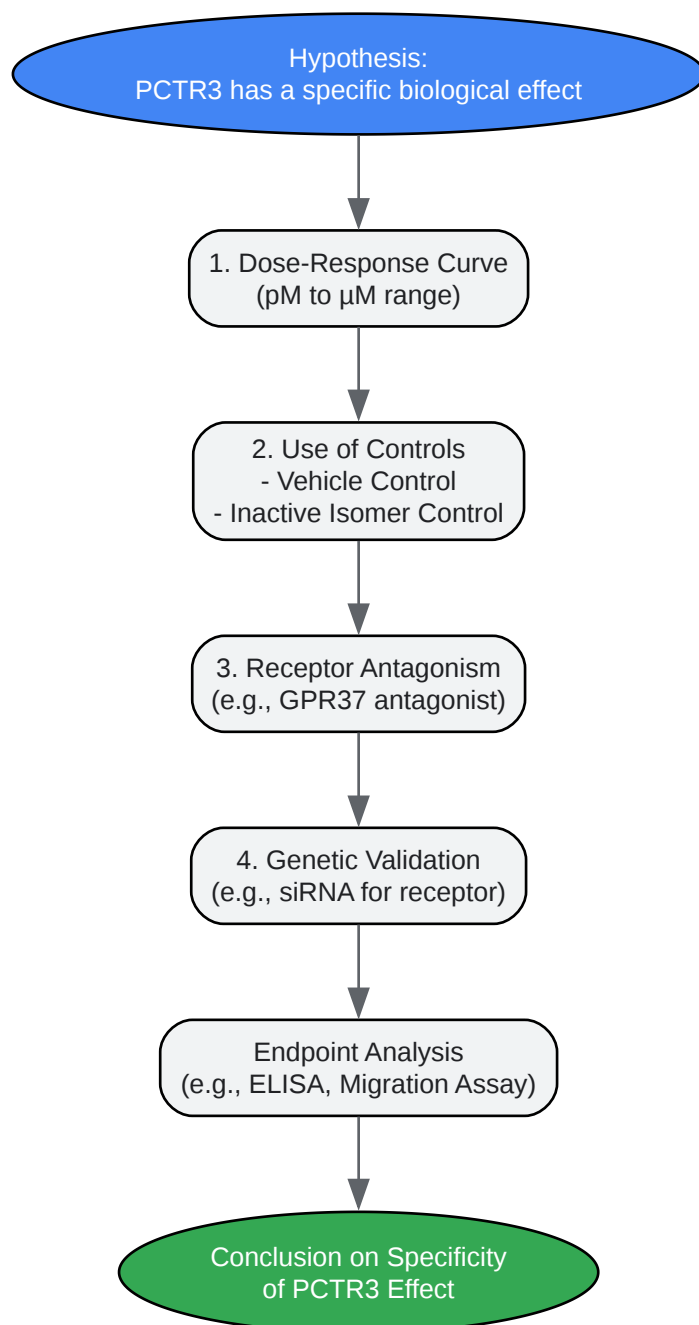 Hypothesis:
PCTR3 has a specific biological effect
1. Dose-Response Curve
(pM to µM range)
2. Use of Controls
- Vehicle Control
- Inactive Isomer Control
3. Receptor Antagonism
(e.g., GPR37 antagonist)
4. Genetic Validation
(e.g., siRNA for receptor)
Endpoint Analysis
(e.g., ELISA, Migration Assay)
Conclusion on Specificity
of PCTR3 Effect